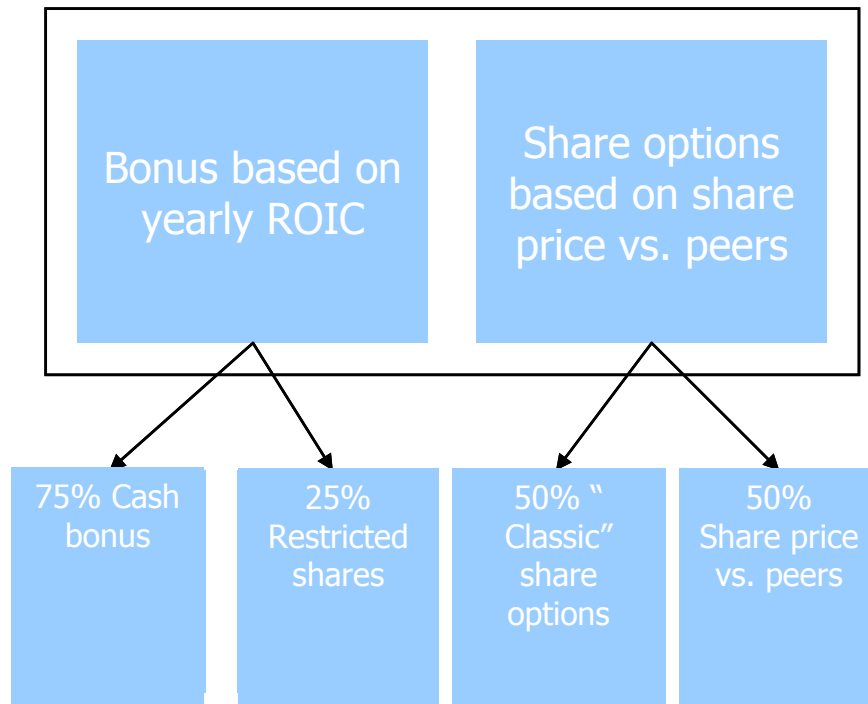 Bonus based on
yearly ROIC
Share options
based on share
price vs. peers
75% Cash
bonus
25%
Restricted
shares
50% “
Classic”
share
options
50%
Share price
vs. peers